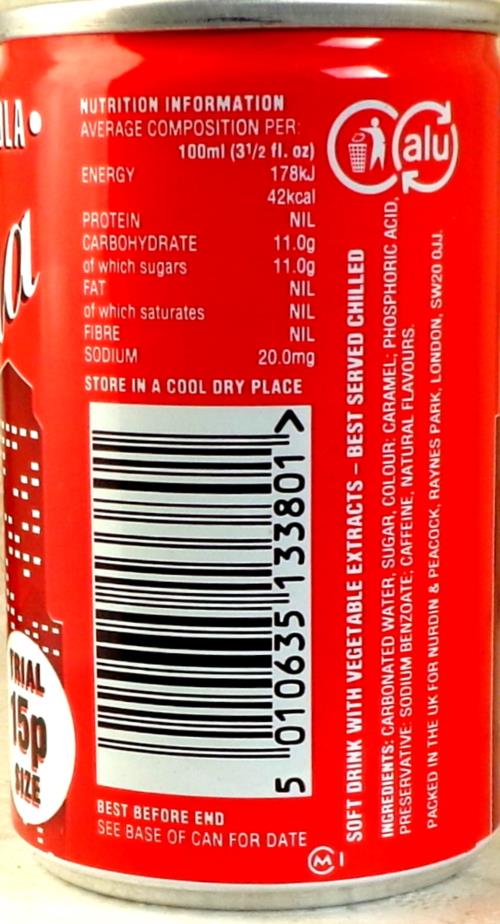 NUTRITION INFORMATION
AVERAGE COMPOSITION PER:
100ml (3½ fl. oz)
ENERGY 178kJ
42kcal
PROTEIN NIL
CARBOHYDRATE 11.0g
of which sugars 11.0g
FAT NIL
of which saturates NIL
FIBRE NIL
SODIUM 20.0mg
STORE IN A COOL DRY PLACE
5 010635 133801 >
BEST BEFORE END
SEE BASE OF CAN FOR DATE
TRIAL
15p
SIZE
alu
SOFT DRINK WITH VEGETABLE EXTRACTS – BEST SERVED CHILLED
INGREDIENTS: CARBONATED WATER, SUGAR, COLOUR; CARAMEL; PHOSPHORIC ACID,
PRESERVATIVE: SODIUM BENZOATE; CAFFEINE, NATURAL FLAVOURS.
PACKED IN THE UK FOR NURDIN & PEACOCK, RAYNES PARK, LONDON, SW20 0JJ.